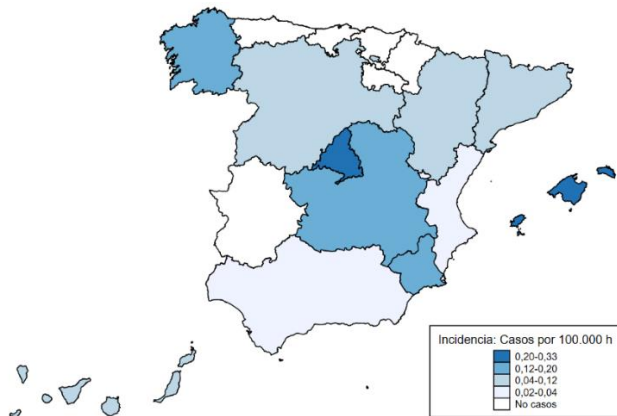 Incidencia: Casos por 100.000 h
0,20-0,33
0,12-0,20
0,04-0,12
0,02-0,04
No casos